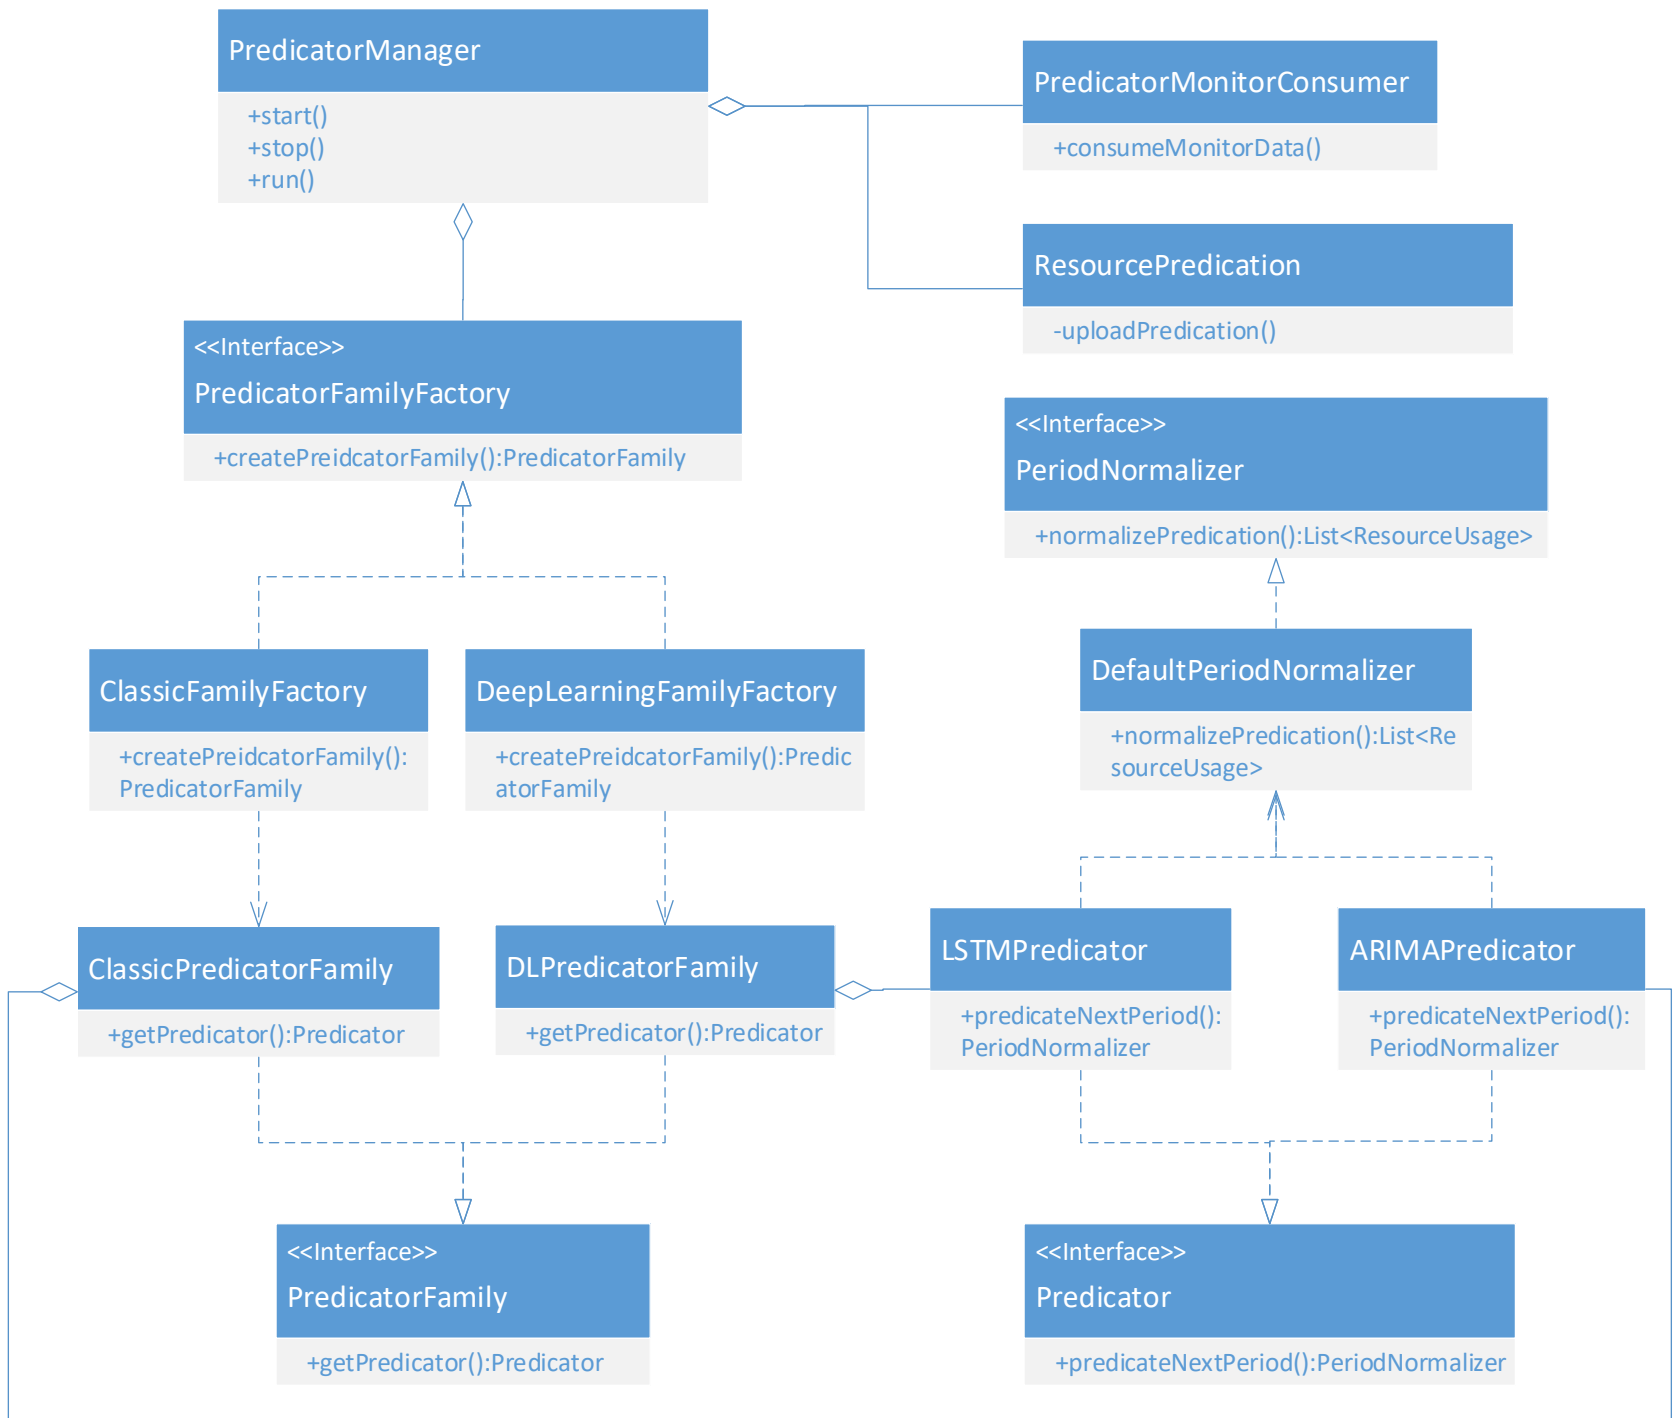 PredicatorManager
+start()
+stop()
+run()
PredicatorMonitorConsumer
+consumeMonitorData()
ResourcePredication
-uploadPredication()
<<Interface>>
PredicatorFamilyFactory
+createPreidcatorFamily():PredicatorFamily
<<Interface>>
PeriodNormalizer
+normalizePredication():List<ResourceUsage>
ClassicFamilyFactory
+createPreidcatorFamily():
PredicatorFamily
DeepLearningFamilyFactory
+createPreidcatorFamily():Predic
atorFamily
DefaultPeriodNormalizer
+normalizePredication():List<Re
sourceUsage>
ClassicPredicatorFamily
+getPredicator():Predicator
DLPredicatorFamily
+getPredicator():Predicator
LSTMPredicator
+predicateNextPeriod():
PeriodNormalizer
ARIMAPredicator
+predicateNextPeriod():
PeriodNormalizer
<<Interface>>
PredicatorFamily
+getPredicator():Predicator
<<Interface>>
Predicator
+predicateNextPeriod():PeriodNormalizer